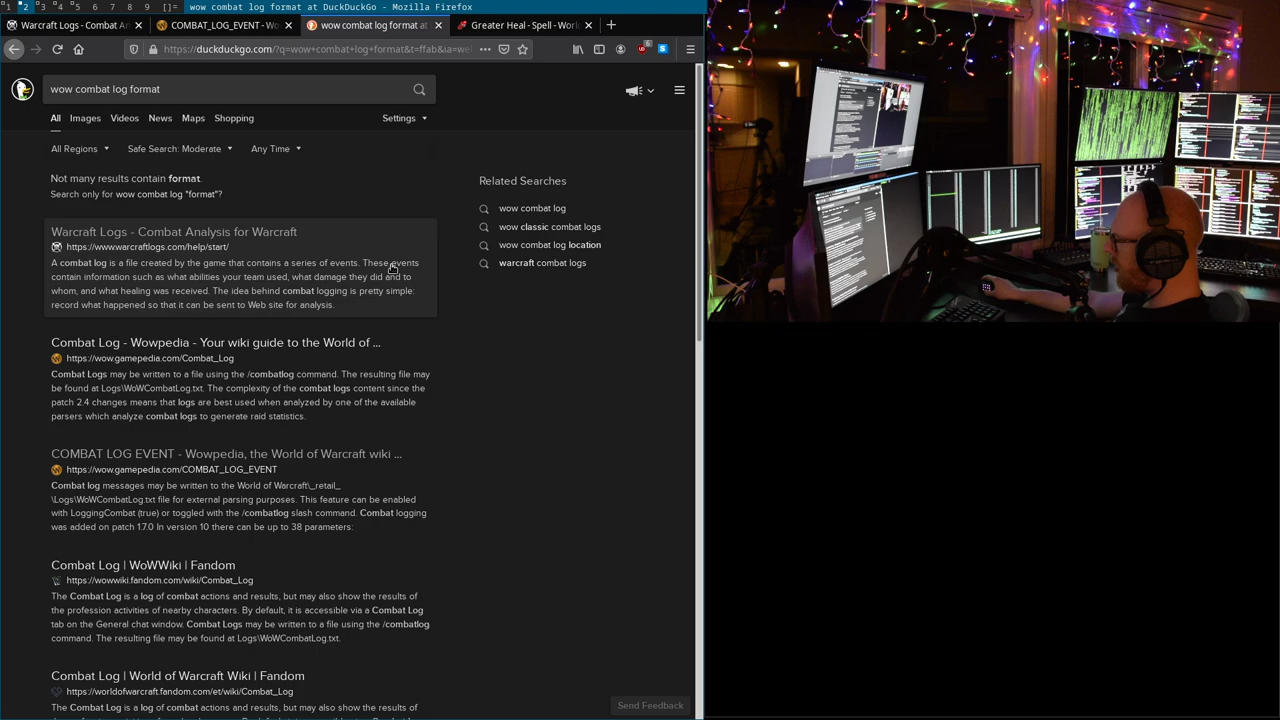 1 2 3 4 5 6 7 8 9 []= wow combat log format at DuckDuckGo - Mozilla Firefox
Warcraft Logs - Combat An
COMBAT_LOG_EVENT - Wo
wow combat log format at
Greater Heal - Spell - World
https://duckduckgo.com/?q=wow+combat+log+format&t=ffab&ia=we
6
wow combat log format
All Images Videos News Maps Shopping Settings
All Regions Safe Search: Moderate Any Time
Not many results contain format.
Search only for wow combat log "format"?
Warcraft Logs - Combat Analysis for Warcraft
https://www.warcraftlogs.com/help/start/
A combat log is a file created by the game that contains a series of events. These events
contain information such as what abilities your team used, what damage they did and to
whom, and what healing was received. The idea behind combat logging is pretty simple:
record what happened so that it can be sent to Web site for analysis.
Combat Log - Wowpedia - Your wiki guide to the World of ...
https://wow.gamepedia.com/Combat_Log
Combat Logs may be written to a file using the /combatlog command. The resulting file may
be found at Logs\WoWCombatLog.txt. The complexity of the combat logs content since the
patch 2.4 changes means that logs are best used when analyzed by one of the available
parsers which analyze combat logs to generate raid statistics.
COMBAT LOG EVENT - Wowpedia, the World of Warcraft wiki ...
https://wow.gamepedia.com/COMBAT_LOG_EVENT
Combat log messages may be written to the World of Warcraft\_retail_
\Logs\WoWCombatLog.txt file for external parsing purposes. This feature can be enabled
with LoggingCombat (true) or toggled with the /combatlog slash command. Combat logging
was added on patch 1.7.0 In version 10 there can be up to 38 parameters:
Combat Log | WoWWiki | Fandom
https://wowwiki.fandom.com/wiki/Combat_Log
The Combat Log is a log of combat actions and results, but may also show the results of
the profession activities of nearby characters. By default, it is accessible via a Combat Log
tab on the General chat window. Combat Logs may be written to a file using the /combatlog
command. The resulting file may be found at Logs\WoWCombatLog.txt.
Combat Log | World of Warcraft Wiki | Fandom
https://worldofwarcraft.fandom.com/et/wiki/Combat_Log
The Combat Log is a log of combat actions and results, but may also show the results of
Related Searches
wow combat log
wow classic combat logs
wow combat log location
warcraft combat logs
Send Feedback